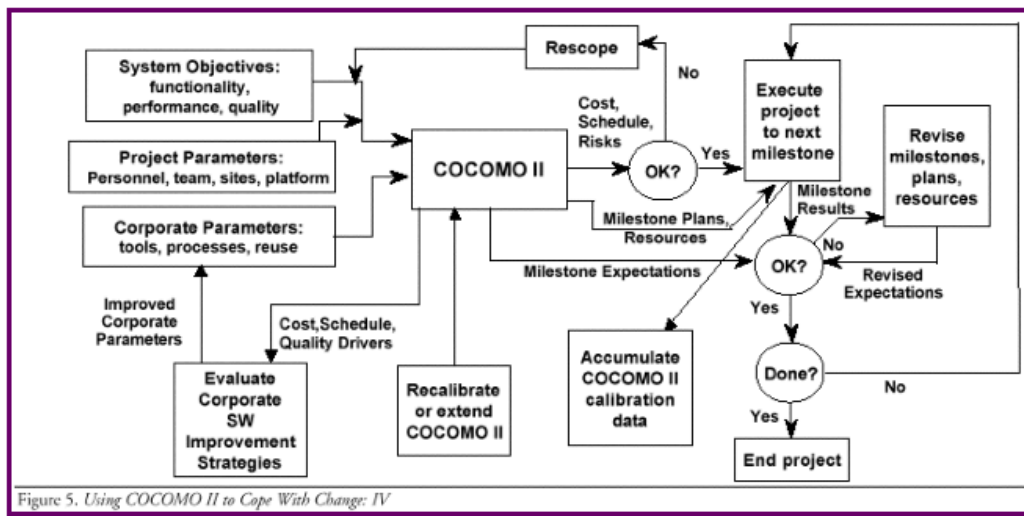 System Objectives:
functionality,
performance, quality
Project Parameters:
Personnel, team, sites, platform
Corporate Parameters:
tools, processes, reuse
Improved
Corporate
Parameters
Evaluate
Corporate
SW
Improvement
Strategies
Cost,Schedule,
Quality Drivers
COCOMO II
Recalibrate
or extend
COCOMO II
Rescope
No
Cost,
Schedule,
Risks
OK?
Yes
Milestone Plans,
Resources
Milestone Expectations
Execute
project
to next
milestone
Milestone
Results
Revise
milestones,
plans,
resources
OK?
No
Revised
Expectations
Yes
Accumulate
COCOMO II
calibration
data
Done?
No
Yes
End project
Figure 5. Using COCOMO II to Cope With Change: IV